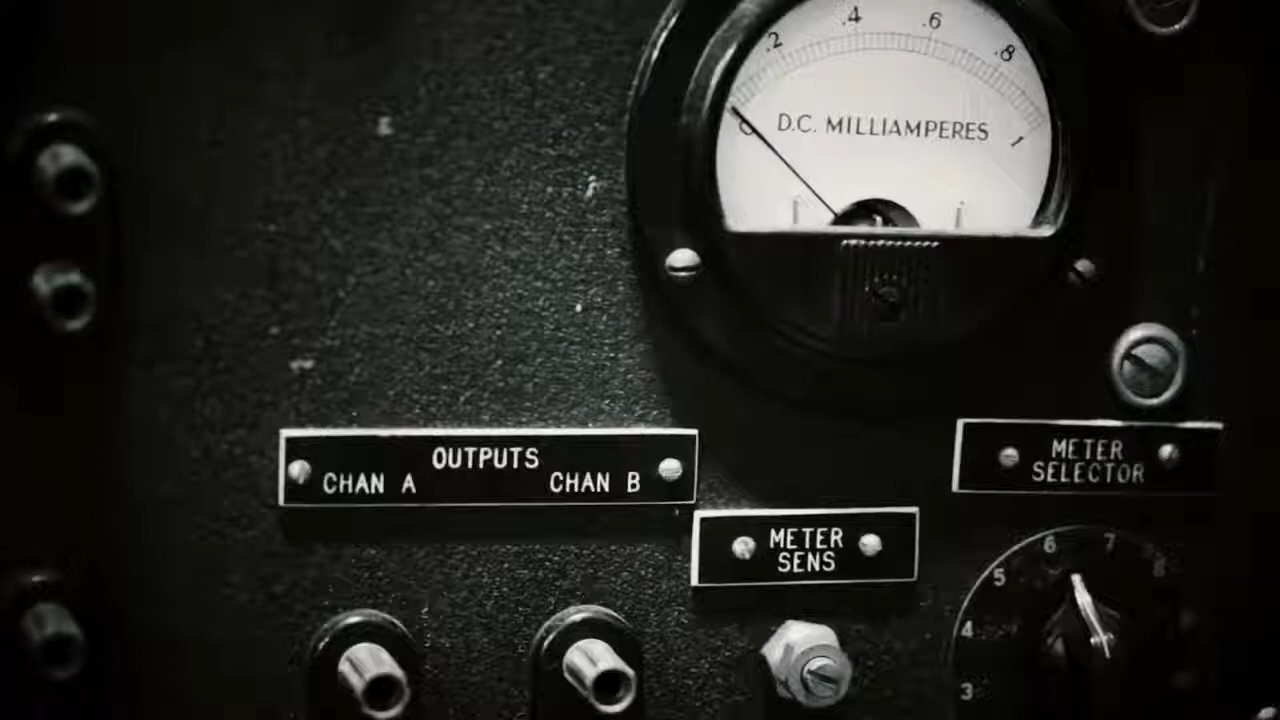 .2 .4 .6 .8
0 D.C. MILLIAMPERES 1
OUTPUTS
CHAN A CHAN B
METER
SELECTOR
METER
SENS
6 7 8
5
4
3